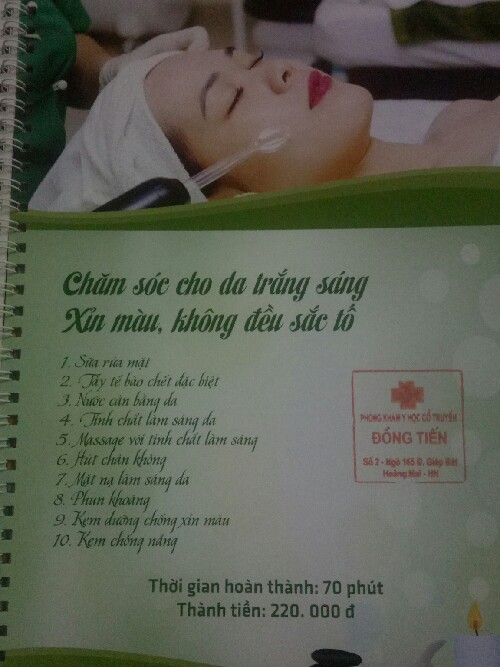 Chăm sóc cho da trắng sáng
Xỉn màu, không đều sắc tố
1. Sữa rửa mặt
2. Tẩy tế bào chết đặc biệt
3. Nước cân bằng da
4. Tinh chất làm sáng da
5. Massage với tinh chất làm sáng
6. Hút chân không
7. Mặt nạ làm sáng da
8. Phun khoáng
9. Kem dưỡng chống xỉn màu
10. Kem chống nắng
PHÒNG KHÁM Y HỌC CỔ TRUYỀN
ĐỒNG TIẾN
Số 2 - Ngõ 165 Đ. Giáp Bát
Hoàng Mai - HN
Thời gian hoàn thành: 70 phút
Thành tiền: 220. 000 đ